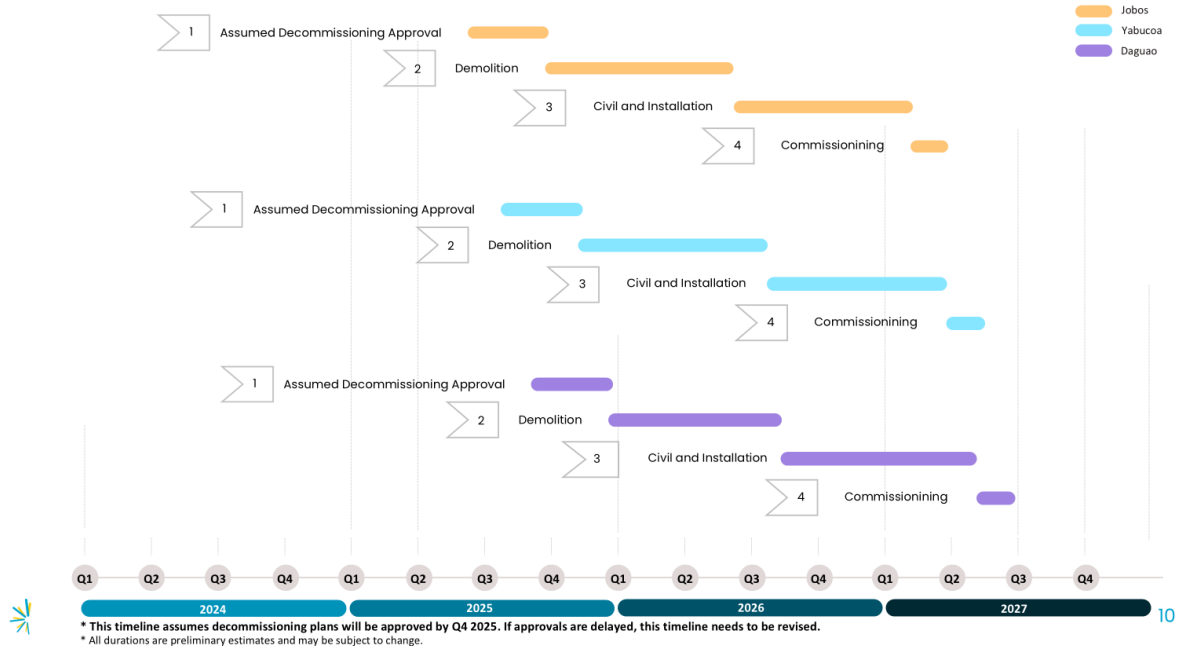 Jobos
Yabucoa
Daguao
1 Assumed Decommissioning Approval
2 Demolition
3 Civil and Installation
4 Commissionining
1 Assumed Decommissioning Approval
2 Demolition
3 Civil and Installation
4 Commissionining
1 Assumed Decommissioning Approval
2 Demolition
3 Civil and Installation
4 Commissionining
Q1 Q2 Q3 Q4 Q1 Q2 Q3 Q4 Q1 Q2 Q3 Q4 Q1 Q2 Q3 Q4
2024 2025 2026 2027
* This timeline assumes decommissioning plans will be approved by Q4 2025. If approvals are delayed, this timeline needs to be revised.
* All durations are preliminary estimates and may be subject to change.
10